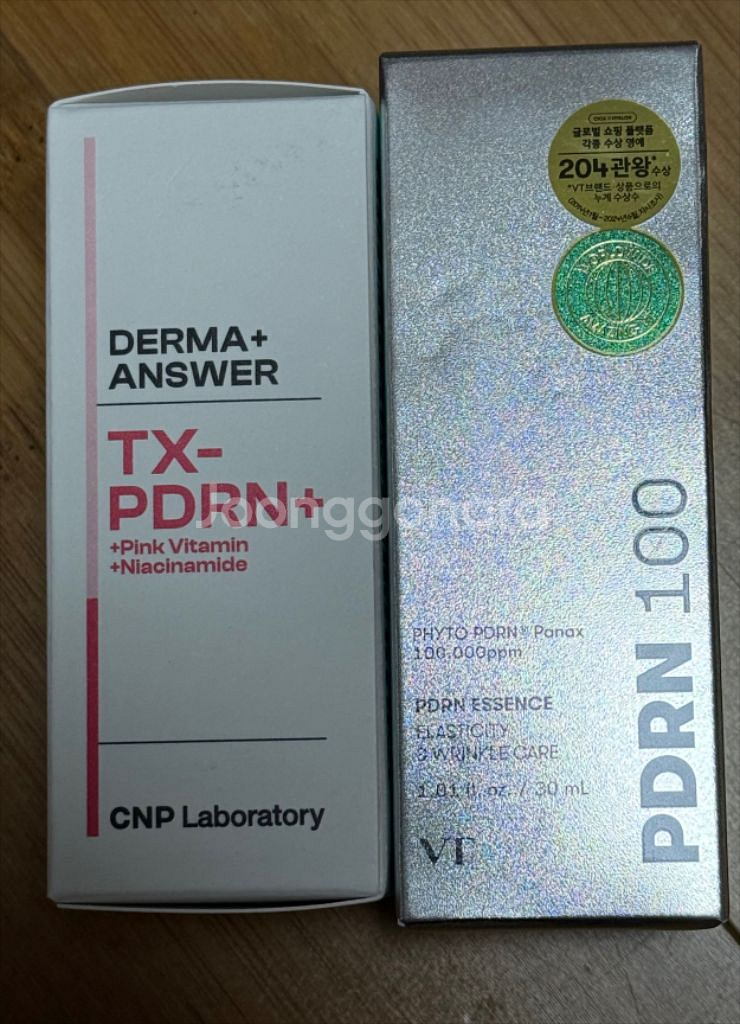 DERMA+
ANSWER
TX-
PDRN+
+Pink Vitamin
+Niacinamide
CNP Laboratory
Joonggonara
글로벌 쇼핑 플랫폼
각종 수상 영예
204관왕* 수상
*VT브랜드 상품으로의
누계 수상수
AMAZING
PDRN 100
PHYTO PDRN® Panax
100,000ppm
PDRN ESSENCE
ELASTICITY
& WRINKLE CARE
1.01 fl. oz. / 30 mL
VT